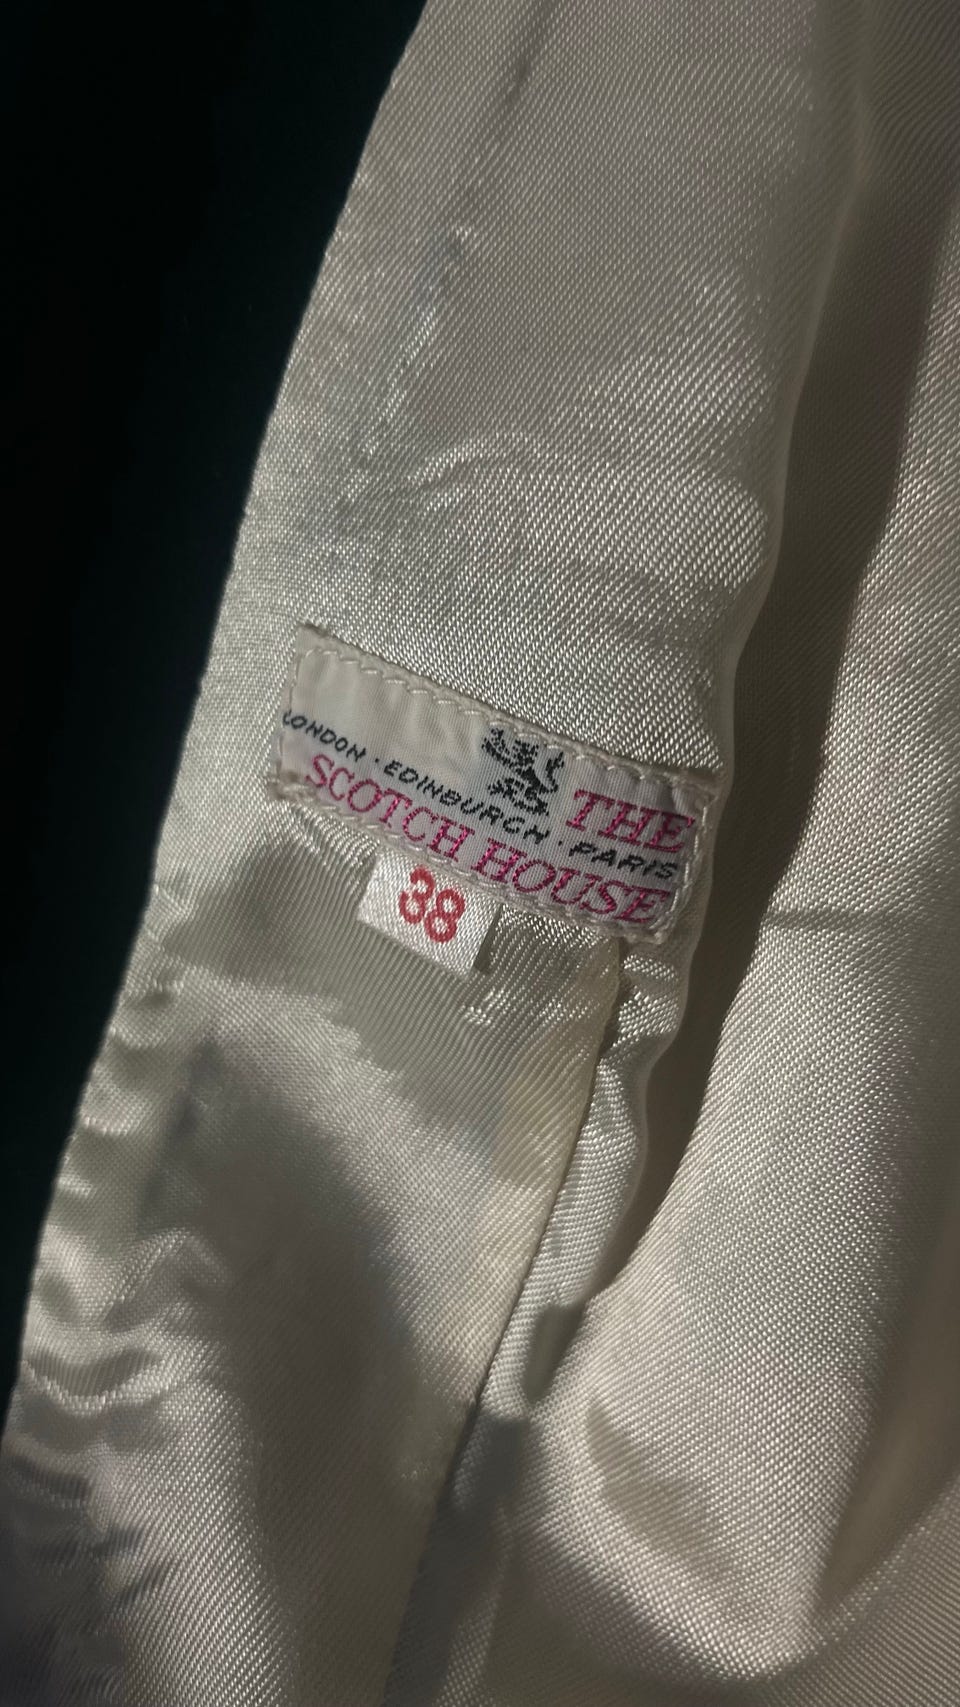 THE
SCOTCH HOUSE
LONDON · EDINBURGH · PARIS
38